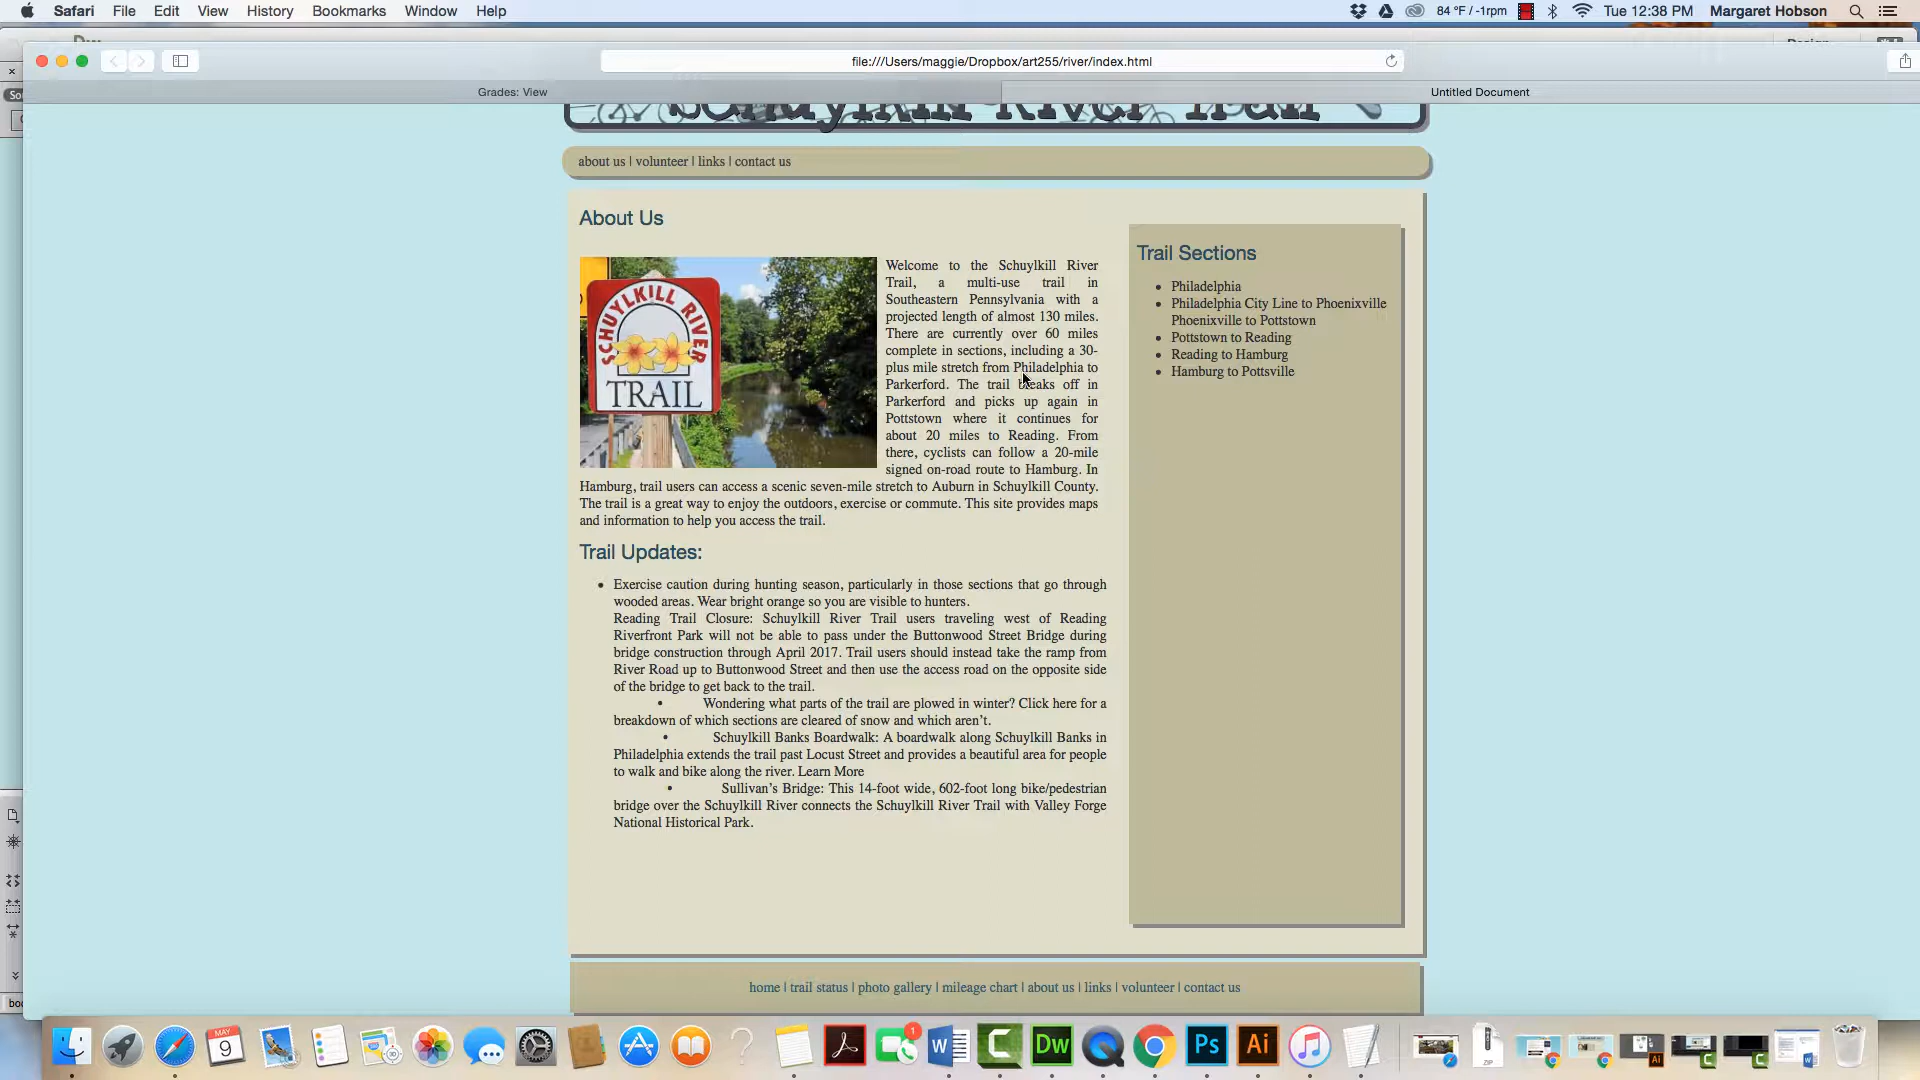 Safari File Edit View History Bookmarks Window Help
84 °F / -1rpm Tue 12:38 PM Margaret Hobson
file:///Users/maggie/Dropbox/art255/river/index.html
Grades: View
Untitled Document
Schuylkill River Trail
about us | volunteer | links | contact us
About Us
SCHUYLKILL RIVER
TRAIL
Welcome to the Schuylkill River
Trail, a multi-use trail in
Southeastern Pennsylvania with a
projected length of almost 130 miles.
There are currently over 60 miles
complete in sections, including a 30-
plus mile stretch from Philadelphia to
Parkerford. The trail breaks off in
Parkerford and picks up again in
Pottstown where it continues for
about 20 miles to Reading. From
there, cyclists can follow a 20-mile
signed on-road route to Hamburg. In
Hamburg, trail users can access a scenic seven-mile stretch to Auburn in Schuylkill County.
The trail is a great way to enjoy the outdoors, exercise or commute. This site provides maps
and information to help you access the trail.
Trail Updates:
• Exercise caution during hunting season, particularly in those sections that go through
wooded areas. Wear bright orange so you are visible to hunters.
Reading Trail Closure: Schuylkill River Trail users traveling west of Reading
Riverfront Park will not be able to pass under the Buttonwood Street Bridge during
bridge construction through April 2017. Trail users should instead take the ramp from
River Road up to Buttonwood Street and then use the access road on the opposite side
of the bridge to get back to the trail.
• Wondering what parts of the trail are plowed in winter? Click here for a
breakdown of which sections are cleared of snow and which aren’t.
• Schuylkill Banks Boardwalk: A boardwalk along Schuylkill Banks in
Philadelphia extends the trail past Locust Street and provides a beautiful area for people
to walk and bike along the river. Learn More
• Sullivan’s Bridge: This 14-foot wide, 602-foot long bike/pedestrian
bridge over the Schuylkill River connects the Schuylkill River Trail with Valley Forge
National Historical Park.
Trail Sections
• Philadelphia
• Philadelphia City Line to Phoenixville
Phoenixville to Pottstown
• Pottstown to Reading
• Reading to Hamburg
• Hamburg to Pottsville
home | trail status | photo gallery | mileage chart | about us | links | volunteer | contact us
MAY
9
1
W
C
Dw
Ps
Ai
ZIP